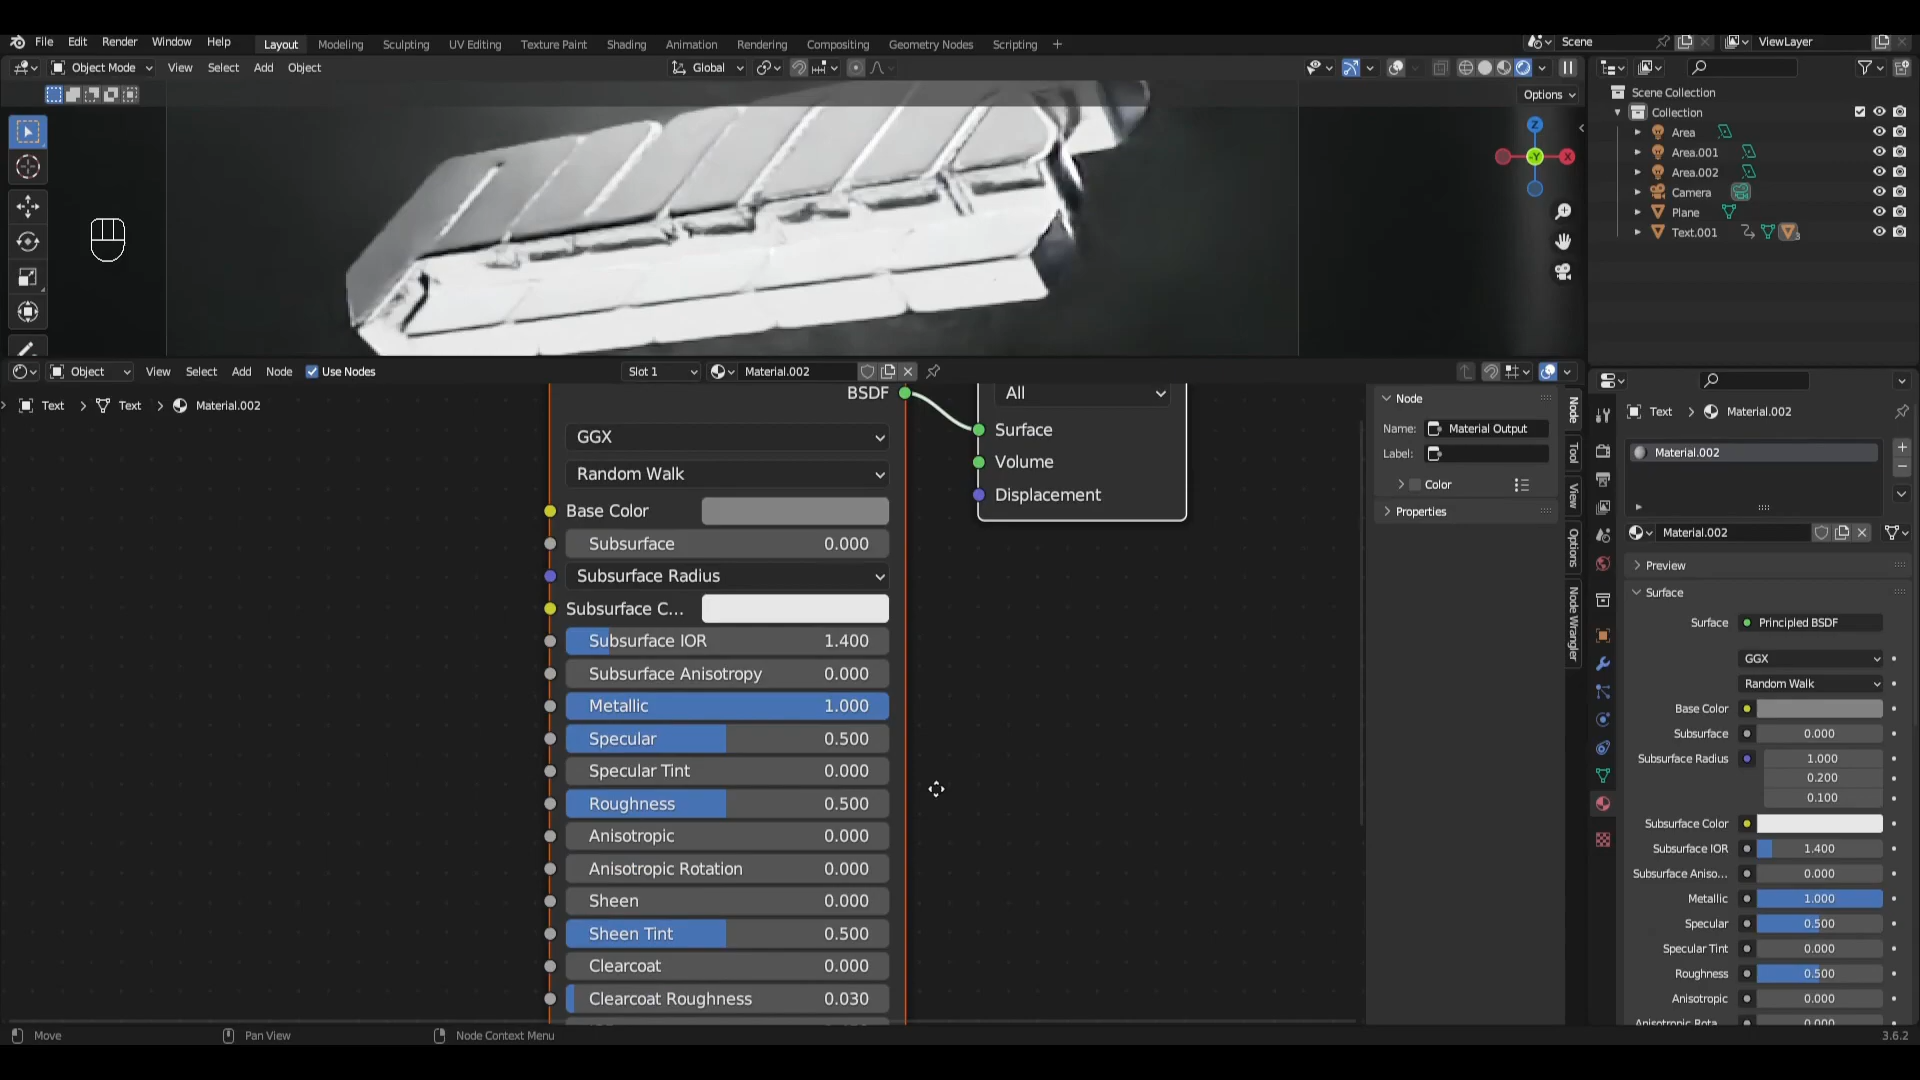 File Edit Render Window Help Layout Modeling Sculpting UV Editing Texture Paint Shading Animation Rendering Compositing Geometry Nodes Scripting + Scene ViewLayer
Object Mode View Select Add Object Global
Options
Z
-Y
X
Scene Collection
Collection
Area
Area.001
Area.002
Camera
Plane
Text.001
Object View Select Add Node Use Nodes Slot 1 Material.002
Text > Text > Material.002
BSDF
GGX
Random Walk
Base Color
Subsurface 0.000
Subsurface Radius
Subsurface C...
Subsurface IOR 1.400
Subsurface Anisotropy 0.000
Metallic 1.000
Specular 0.500
Specular Tint 0.000
Roughness 0.500
Anisotropic 0.000
Anisotropic Rotation 0.000
Sheen 0.000
Sheen Tint 0.500
Clearcoat 0.000
Clearcoat Roughness 0.030
All
Surface
Volume
Displacement
Node
Name: Material Output
Label:
Color
Properties
Node
Tool
View
Options
Node Wrangler
Text > Material.002
Material.002
Material.002
Preview
Surface
Surface Principled BSDF
GGX
Random Walk
Base Color
Subsurface 0.000
Subsurface Radius 1.000
0.200
0.100
Subsurface Color
Subsurface IOR 1.400
Subsurface Aniso... 0.000
Metallic 1.000
Specular 0.500
Specular Tint 0.000
Roughness 0.500
Anisotropic 0.000
Anisotropic Rota... 0.000
Move Pan View Node Context Menu 3.6.2